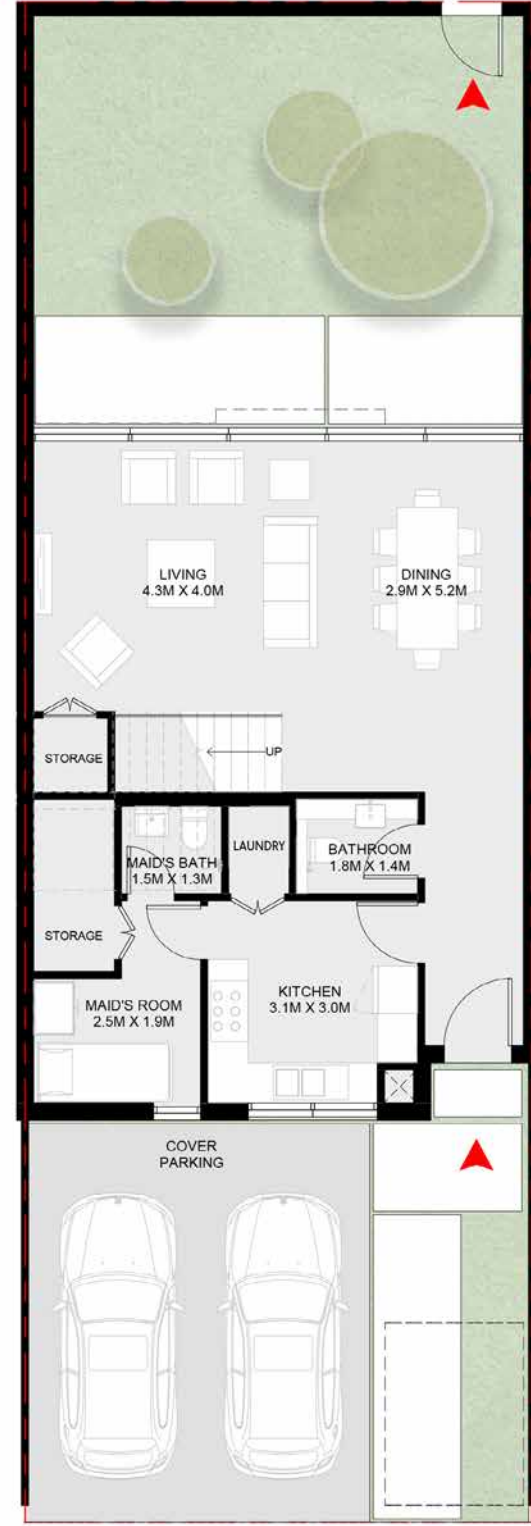 LIVING
4.3M X 4.0M
DINING
2.9M X 5.2M
STORAGE
UP
MAID'S BATH
1.5M X 1.3M
LAUNDRY
BATHROOM
1.8M X 1.4M
STORAGE
MAID'S ROOM
2.5M X 1.9M
KITCHEN
3.1M X 3.0M
COVER
PARKING